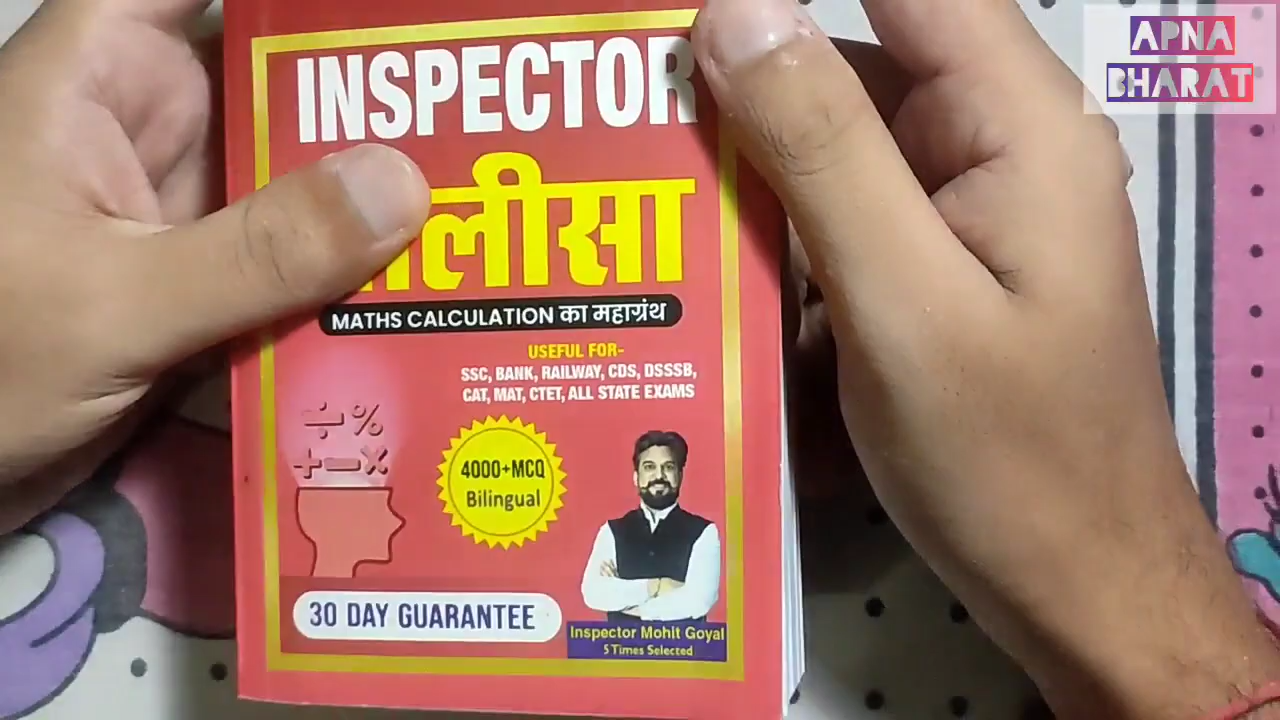 APNA
BHARAT
INSPECTOR
MATHS CALCULATION का महाग्रंथ
USEFUL FOR-
SSC, BANK, RAILWAY, CDS, DSSSB,
CAT, MAT, CTET, ALL STATE EXAMS
4000+MCQ
Bilingual
30 DAY GUARANTEE
Inspector Mohit Goyal
5 Times Selected